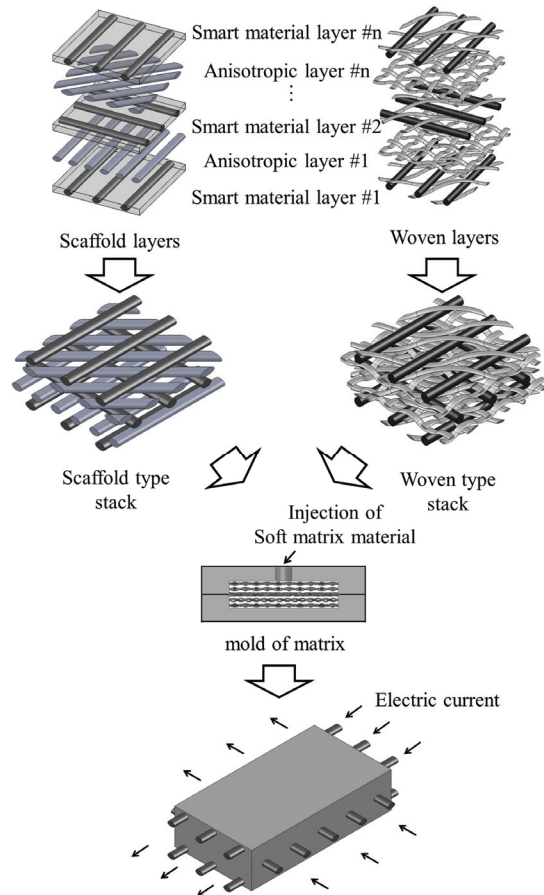 Smart material layer #n
Anisotropic layer #n
⋮
Smart material layer #2
Anisotropic layer #1
Smart material layer #1
Scaffold layers
Woven layers
Scaffold type
stack
Woven type
stack
Injection of
Soft matrix material
mold of matrix
Electric current